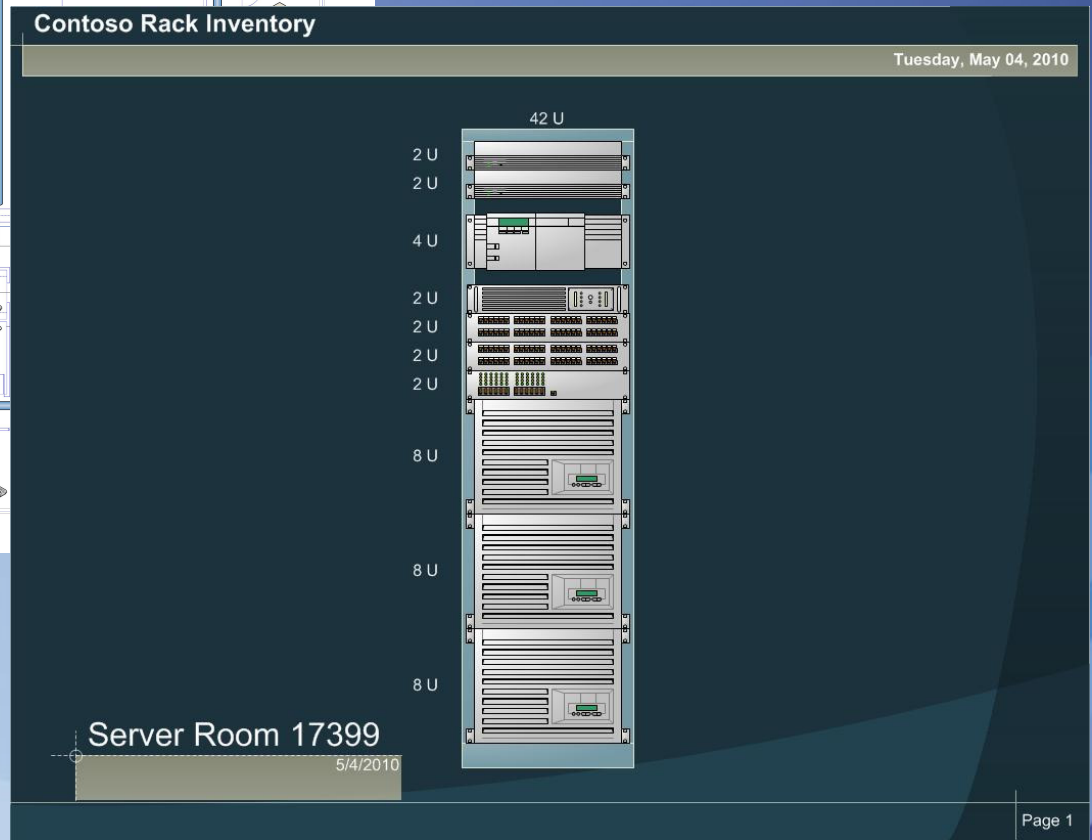 Contoso Rack Inventory
Tuesday, May 04, 2010
42 U
2 U
2 U
4 U
2 U
2 U
2 U
2 U
8 U
8 U
8 U
Server Room 17399
5/4/2010
Page 1